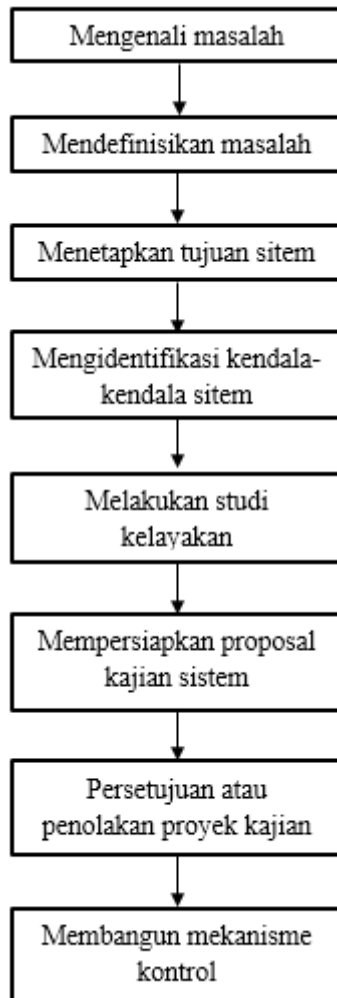 Mengenali masalah
Mendefinisikan masalah
Menetapkan tujuan sitem
Mengidentifikasi kendala-
kendala sitem
Melakukan studi
kelayakan
Mempersiapkan proposal
kajian sistem
Persetujuan atau
penolakan proyek kajian
Membangun mekanisme
kontrol